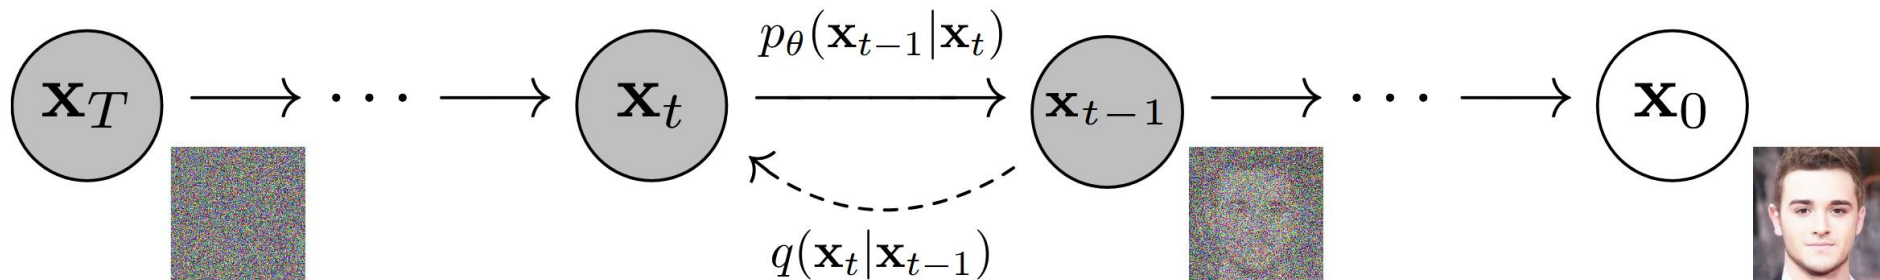 p_θ(x_{t−1}|x_t)
x_T ⟶ · · · ⟶ x_t ⟶ x_{t−1} ⟶ · · · ⟶ x_0
q(x_t|x_{t−1})